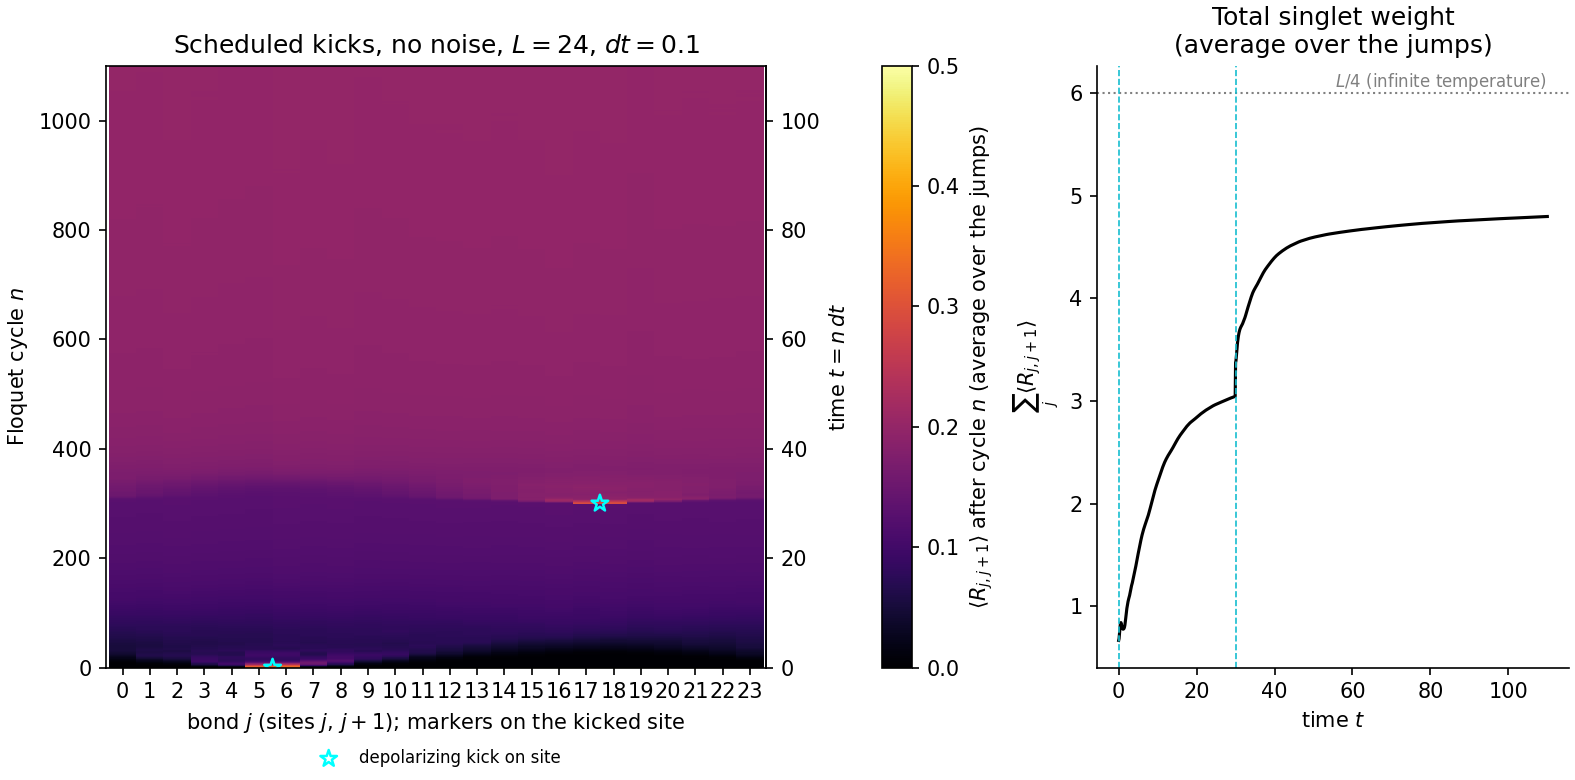 Scheduled kicks, no noise, L = 24, dt = 0.1
Floquet cycle n
0
200
400
600
800
1000
0
20
40
60
80
100
time t = n dt
0 1 2 3 4 5 6 7 8 9 10 11 12 13 14 15 16 17 18 19 20 21 22 23
bond j (sites j, j + 1); markers on the kicked site
depolarizing kick on site
0.5
0.4
0.3
0.2
0.1
0.0
⟨R_{j, j+1}⟩ after cycle n (average over the jumps)
Total singlet weight
(average over the jumps)
L/4 (infinite temperature)
∑_j ⟨R_{j, j+1}⟩
6
5
4
3
2
1
0 20 40 60 80 100
time t